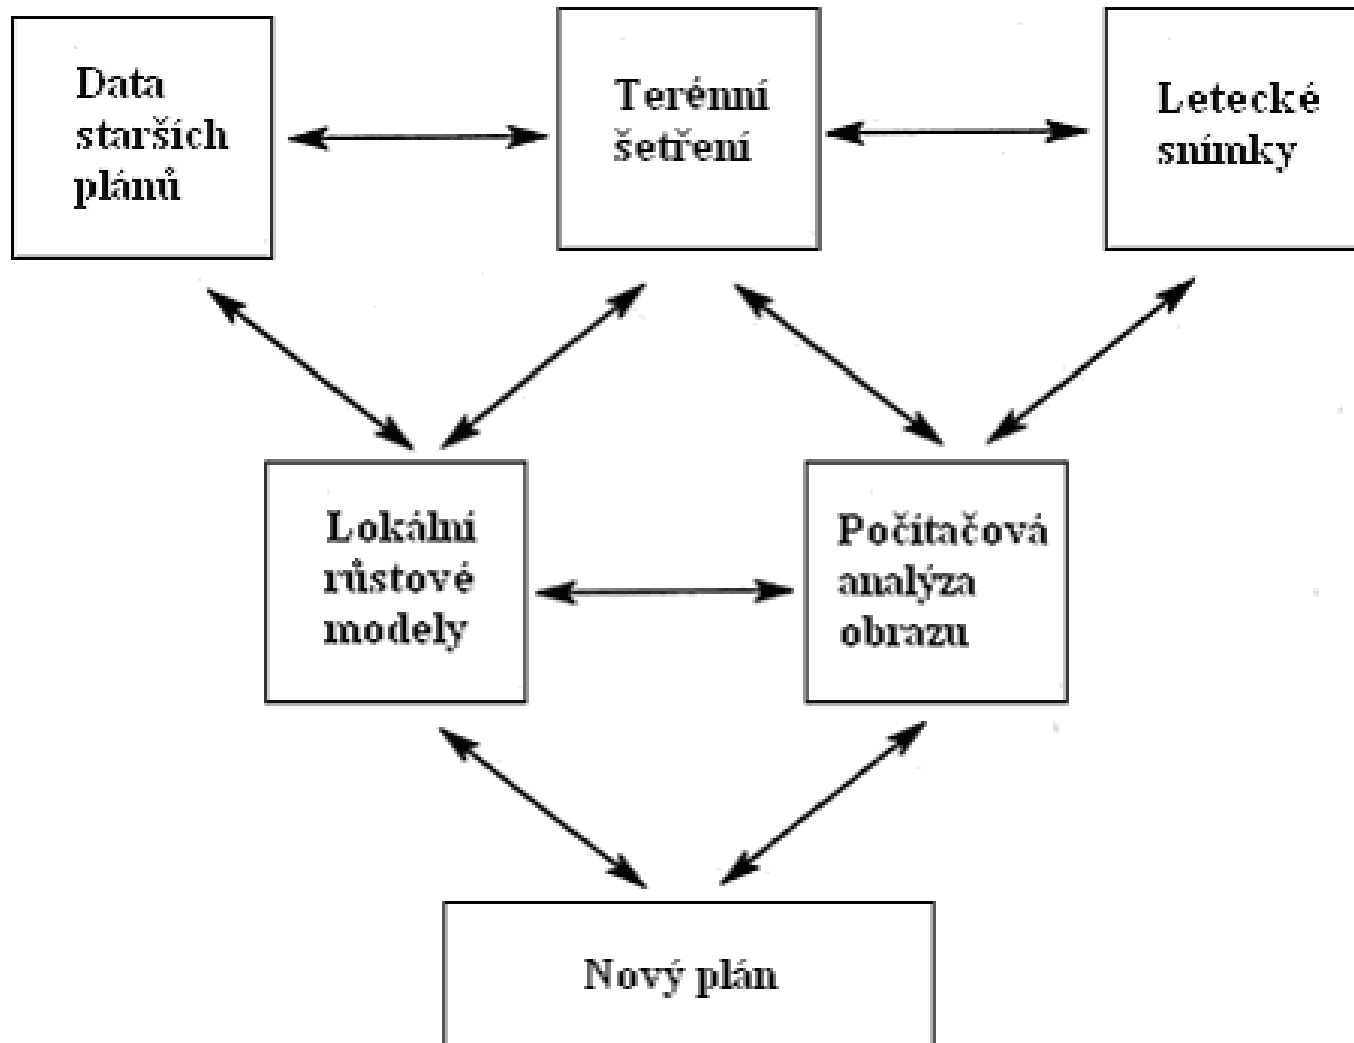 Data
starších
plánů
Terénní
šetření
Letecké
snímky
Lokální
růstové
modely
Počítačová
analýza
obrazu
Nový plán